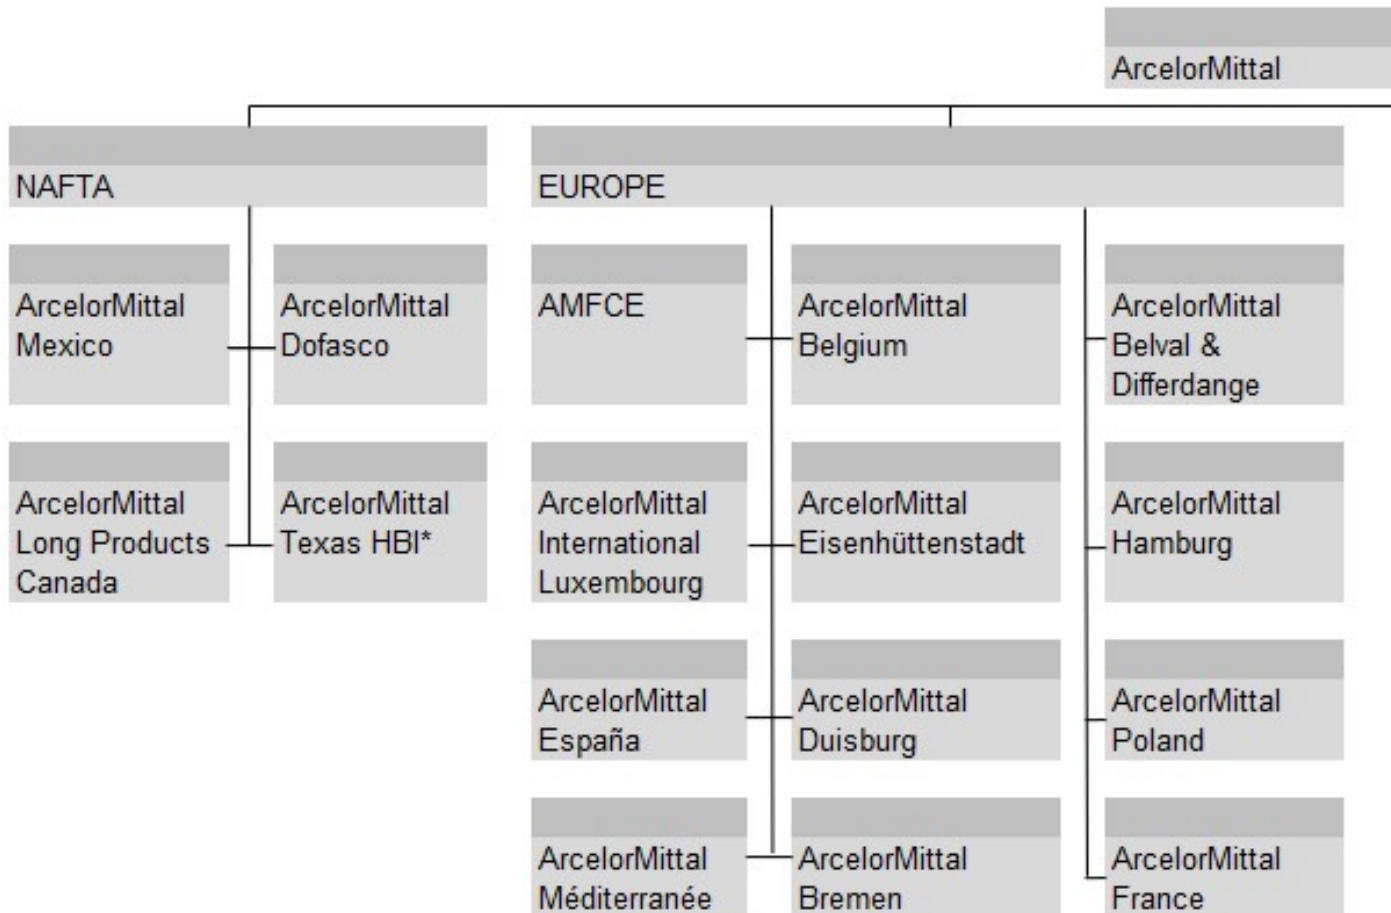 ArcelorMittal
NAFTA
EUROPE
ArcelorMittal
Mexico
ArcelorMittal
Dofasco
AMFCE
ArcelorMittal
Belgium
ArcelorMittal
Belval &
Differdange
ArcelorMittal
Long Products
Canada
ArcelorMittal
Texas HBI*
ArcelorMittal
International
Luxembourg
ArcelorMittal
Eisenhüttenstadt
ArcelorMittal
Hamburg
ArcelorMittal
España
ArcelorMittal
Duisburg
ArcelorMittal
Poland
ArcelorMittal
Méditerranée
ArcelorMittal
Bremen
ArcelorMittal
France